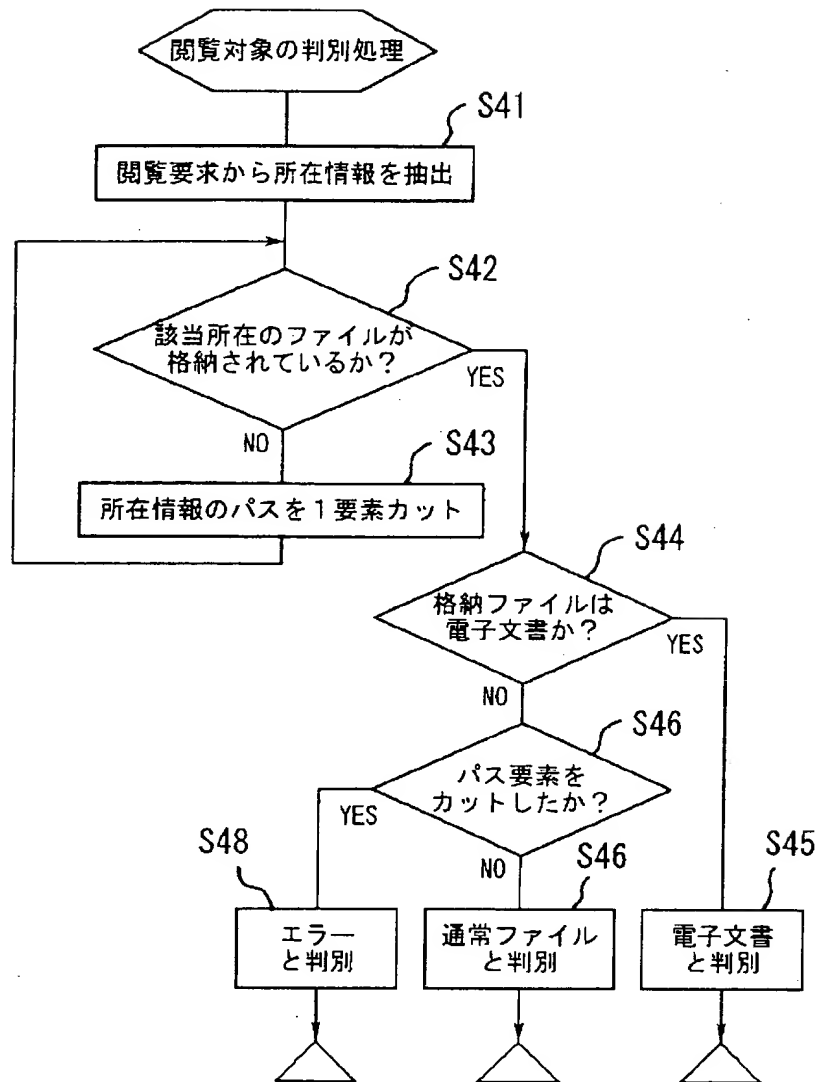 閲覧対象の判別処理
S41
閲覧要求から所在情報を抽出
S42
該当所在のファイルが
格納されているか？
YES
NO
S43
所在情報のパスを１要素カット
S44
格納ファイルは
電子文書か？
YES
NO
S46
パス要素を
カットしたか？
YES
NO
S48
エラー
と判別
S46
通常ファイル
と判別
S45
電子文書
と判別